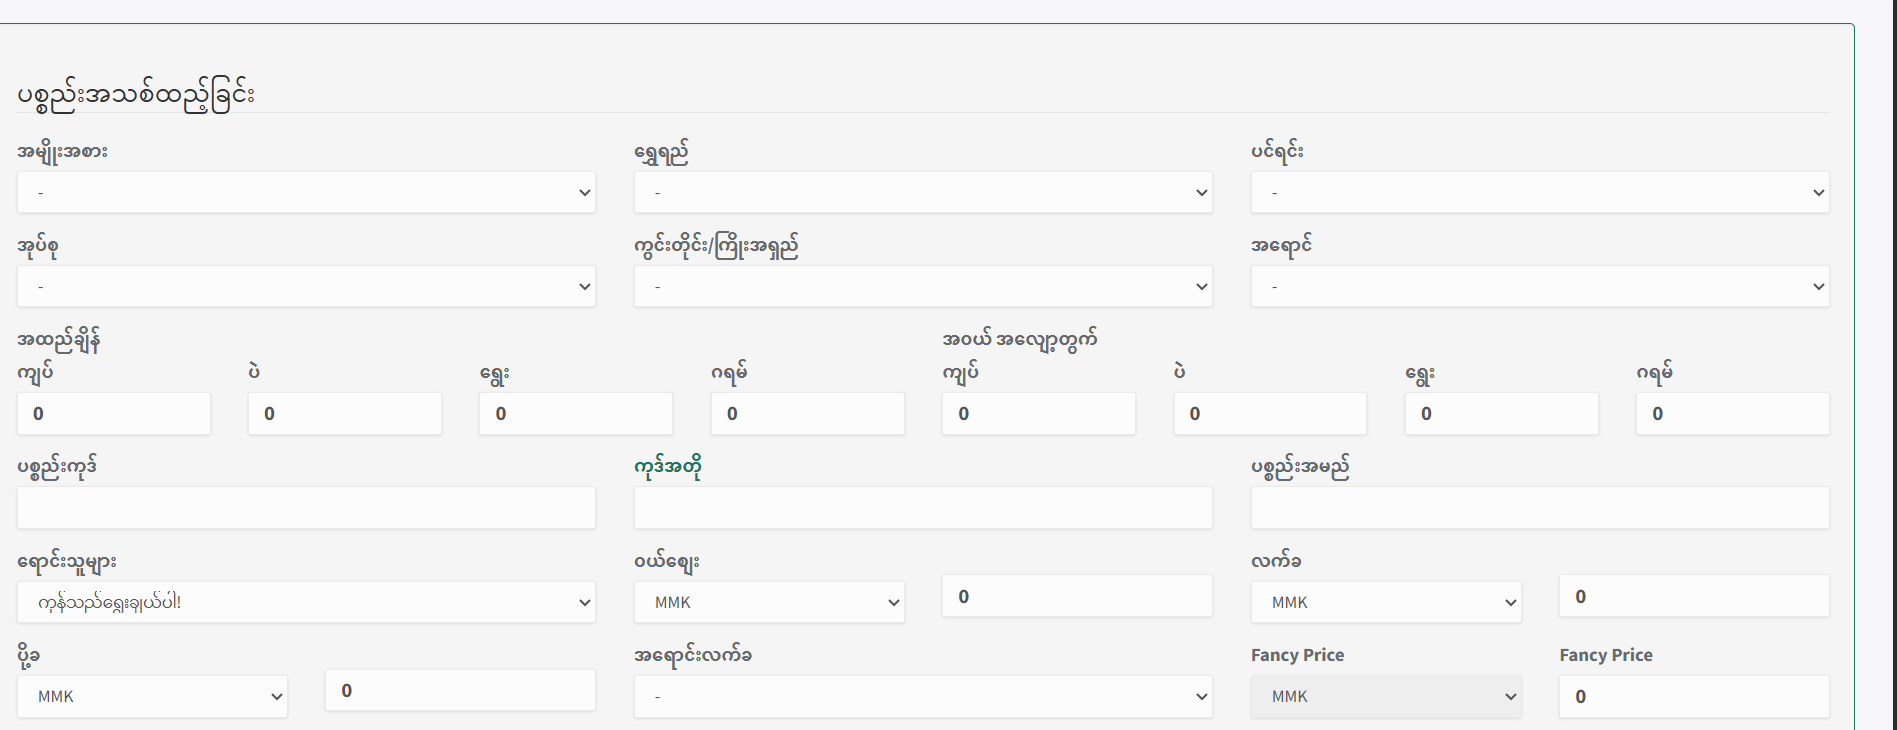 ပစ္စည်းအသစ်ထည့်ခြင်း
အမျိုးအစား ရွှေရည် ပင်ရင်း
- - -
အုပ်စု ကွင်းတိုင်း/ကြိုးအရှည် အရောင်
- - -
အထည်ချိန် အဝယ် အလျော့တွက်
ကျပ် ပဲ ရွေး ဂရမ် ကျပ် ပဲ ရွေး ဂရမ်
0 0 0 0 0 0 0 0
ပစ္စည်းကုဒ် ကုဒ်အတို ပစ္စည်းအမည်
ရောင်းသူများ ဝယ်ဈေး လက်ခ
ကုန်သည်ရွေးချယ်ပါ! MMK 0 MMK 0
ပို့ခ အရောင်းလက်ခ Fancy Price Fancy Price
MMK 0 - MMK 0